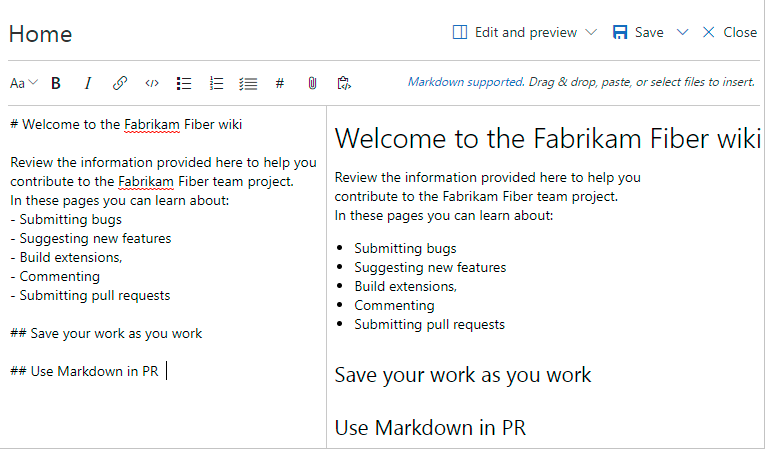 Home
Edit and preview
Save
Close
Aa
B
I
</>
#
Markdown supported. Drag & drop, paste, or select files to insert.
# Welcome to the Fabrikam Fiber wiki
Review the information provided here to help you
contribute to the Fabrikam Fiber team project.
In these pages you can learn about:
- Submitting bugs
- Suggesting new features
- Build extensions,
- Commenting
- Submitting pull requests
## Save your work as you work
## Use Markdown in PR
Welcome to the Fabrikam Fiber wiki
Review the information provided here to help you
contribute to the Fabrikam Fiber team project.
In these pages you can learn about:
• Submitting bugs
• Suggesting new features
• Build extensions,
• Commenting
• Submitting pull requests
Save your work as you work
Use Markdown in PR